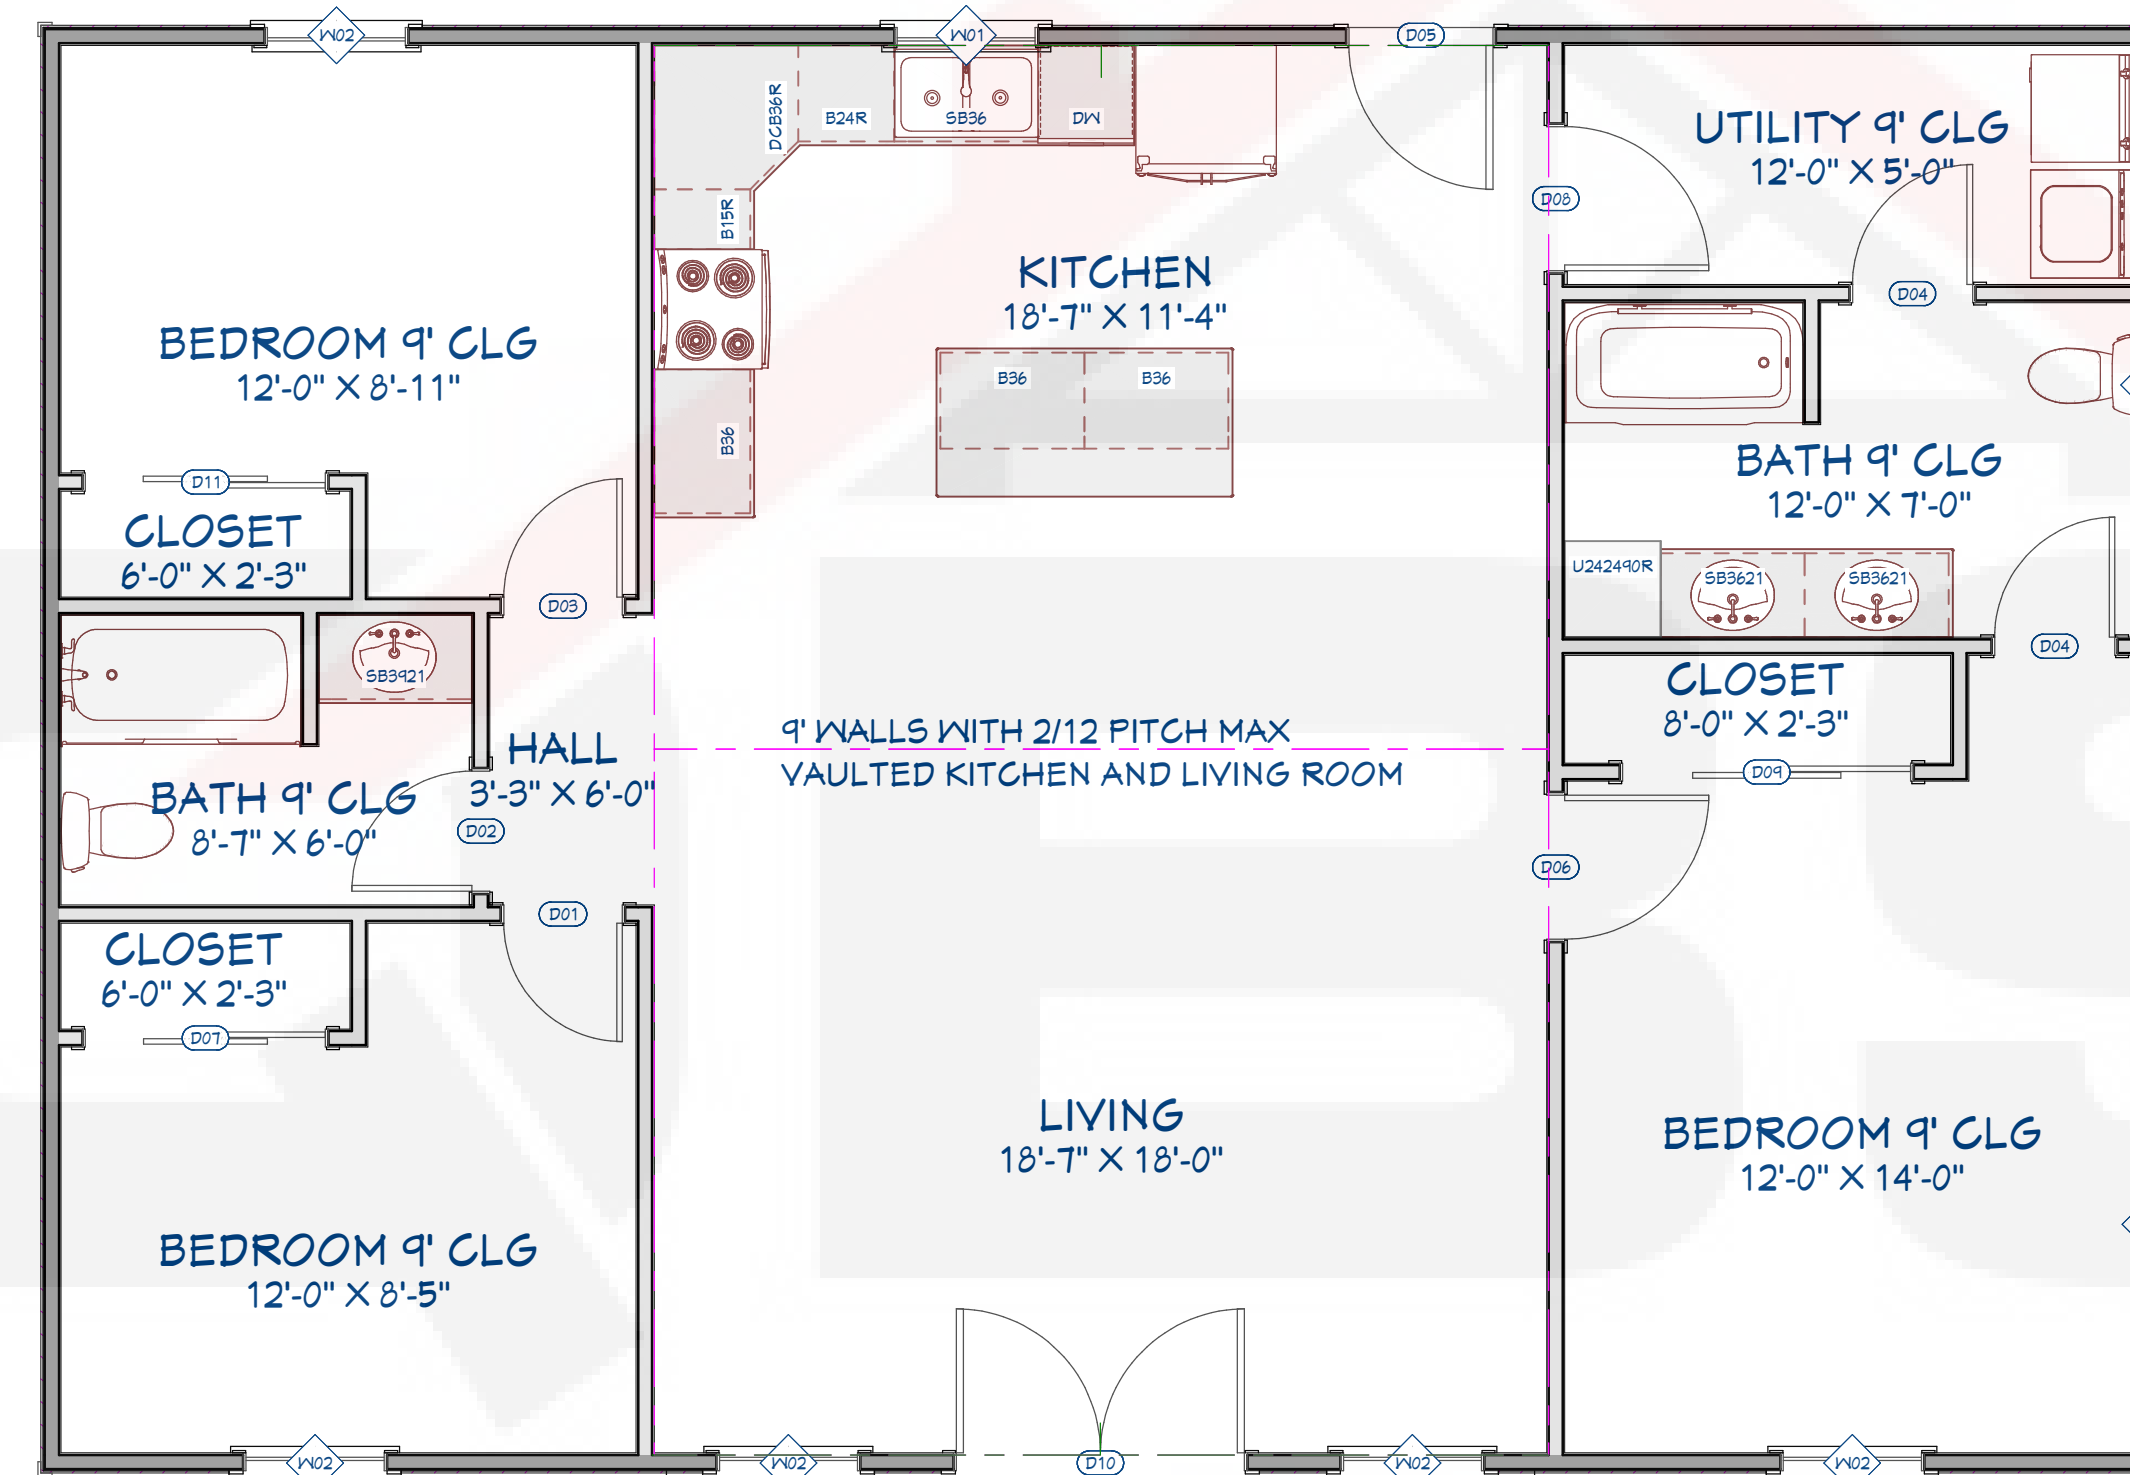 W02
W01
D05
DCB36R
B24R
SB36
DW
UTILITY 9' CLG
12'-0" X 5'-0"
B15R
D08
KITCHEN
18'-7" X 11'-4"
D04
BEDROOM 9' CLG
12'-0" X 8'-11"
B36
B36
B36
BATH 9' CLG
12'-0" X 7'-0"
D11
CLOSET
6'-0" X 2'-3"
U242490R
SB3621
SB3621
D03
D04
SB3921
CLOSET
8'-0" X 2'-3"
HALL
3'-3" X 6'-0"
9' WALLS WITH 2/12 PITCH MAX
VAULTED KITCHEN AND LIVING ROOM
D09
BATH 9' CLG
8'-7" X 6'-0"
D02
D06
D01
CLOSET
6'-0" X 2'-3"
D07
LIVING
18'-7" X 18'-0"
BEDROOM 9' CLG
12'-0" X 14'-0"
BEDROOM 9' CLG
12'-0" X 8'-5"
W02
W02
D10
W02
W02